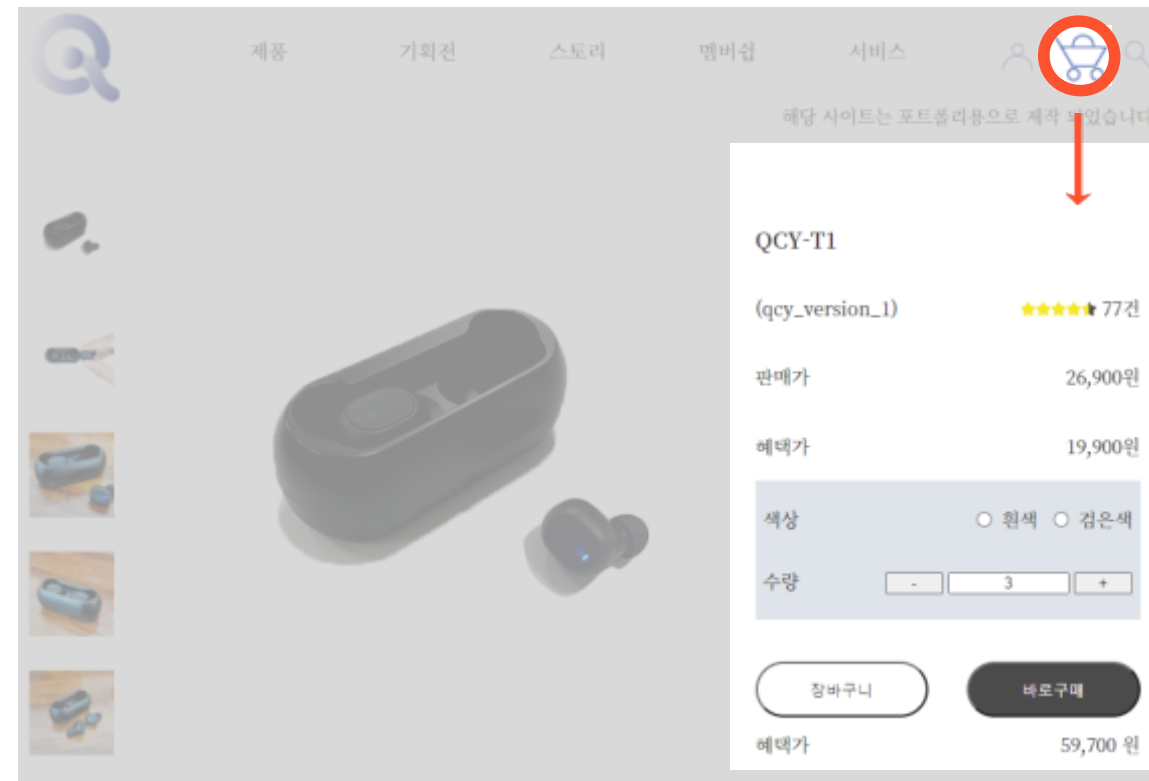 제품 기획전 스토리 멤버쉽 서비스
해당 사이트는 포트폴리용으로 제작 되었습니다
QCY-T1
(qcy_version_1) 77건
판매가 26,900원
혜택가 19,900원
색상 흰색 검은색
수량 - 3 +
장바구니 바로구매
혜택가 59,700 원